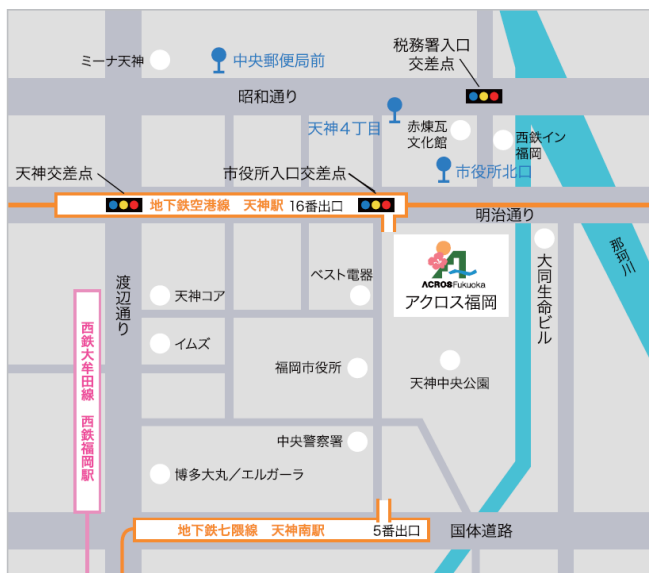 税務署入口
交差点
ミーナ天神
中央郵便局前
昭和通り
天神4丁目
赤煉瓦
文化館
西鉄イン
福岡
天神交差点
市役所入口交差点
市役所北口
地下鉄空港線 天神駅 16番出口
明治通り
那珂川
渡辺通り
ACROS Fukuoka
アクロス福岡
大同生命ビル
ベスト電器
天神コア
西鉄大牟田線 西鉄福岡駅
イムズ
福岡市役所
天神中央公園
中央警察署
博多大丸/エルガーラ
地下鉄七隈線 天神南駅 5番出口
国体道路